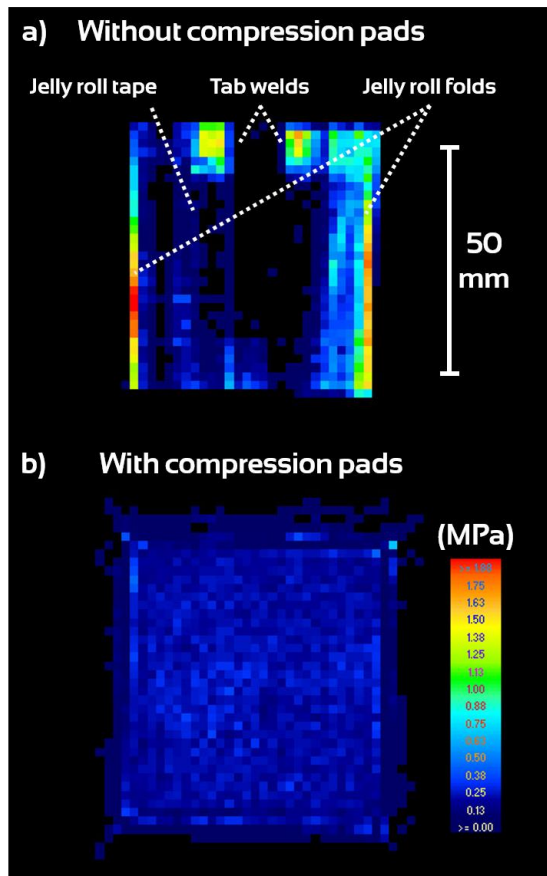 a) Without compression pads
Jelly roll tape
Tab welds
Jelly roll folds
50
mm
b) With compression pads
(MPa)
1.75
1.63
1.50
1.38
1.25
1.13
1.00
0.88
0.75
0.50
0.38
0.25
0.13
>= 0.00